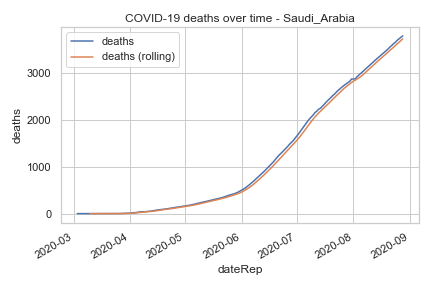 COVID-19 deaths over time - Saudi_Arabia
deaths
deaths (rolling)
3000
2000
1000
0
deaths
2020-03
2020-04
2020-05
2020-06
2020-07
2020-08
2020-09
dateRep